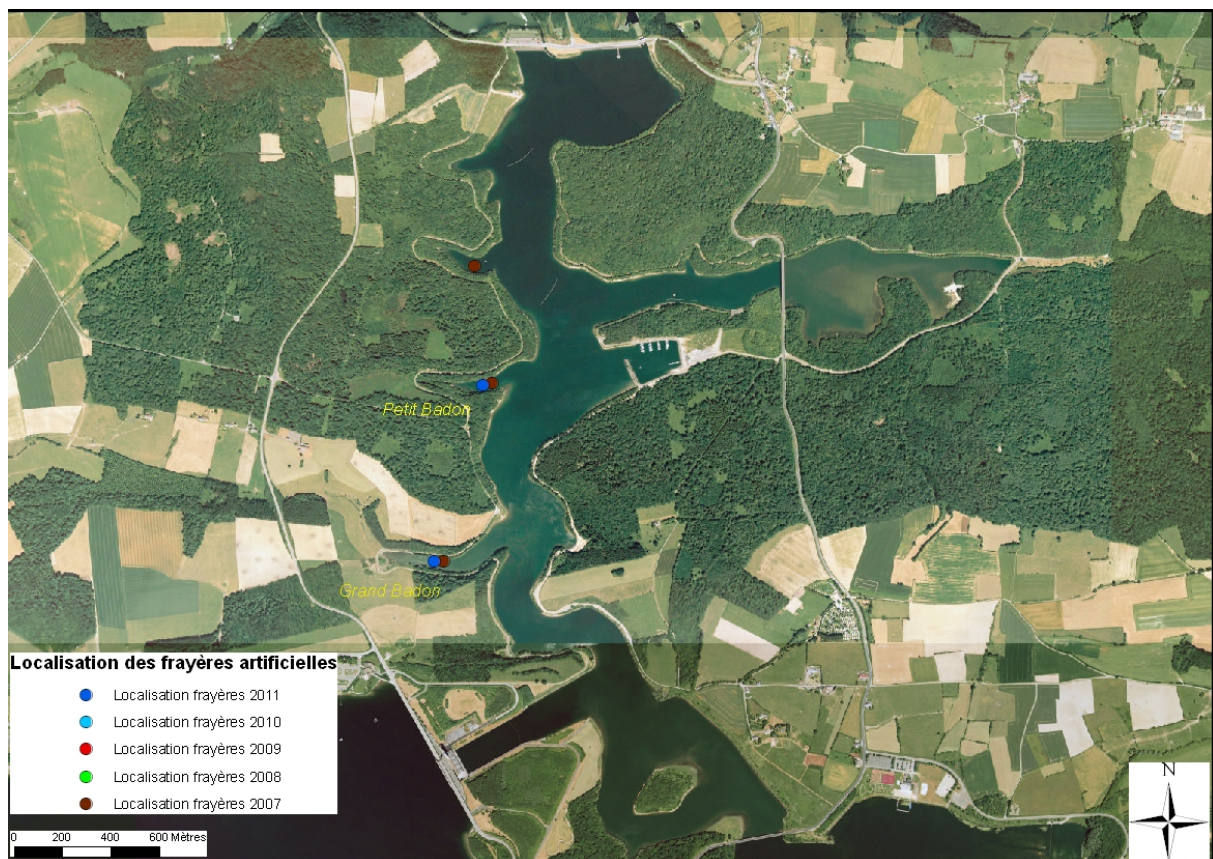 Petit Badon
Grand Badon
Localisation des frayères artificielles
Localisation frayères 2011
Localisation frayères 2010
Localisation frayères 2009
Localisation frayères 2008
Localisation frayères 2007
0 200 400 600 Mètres
N